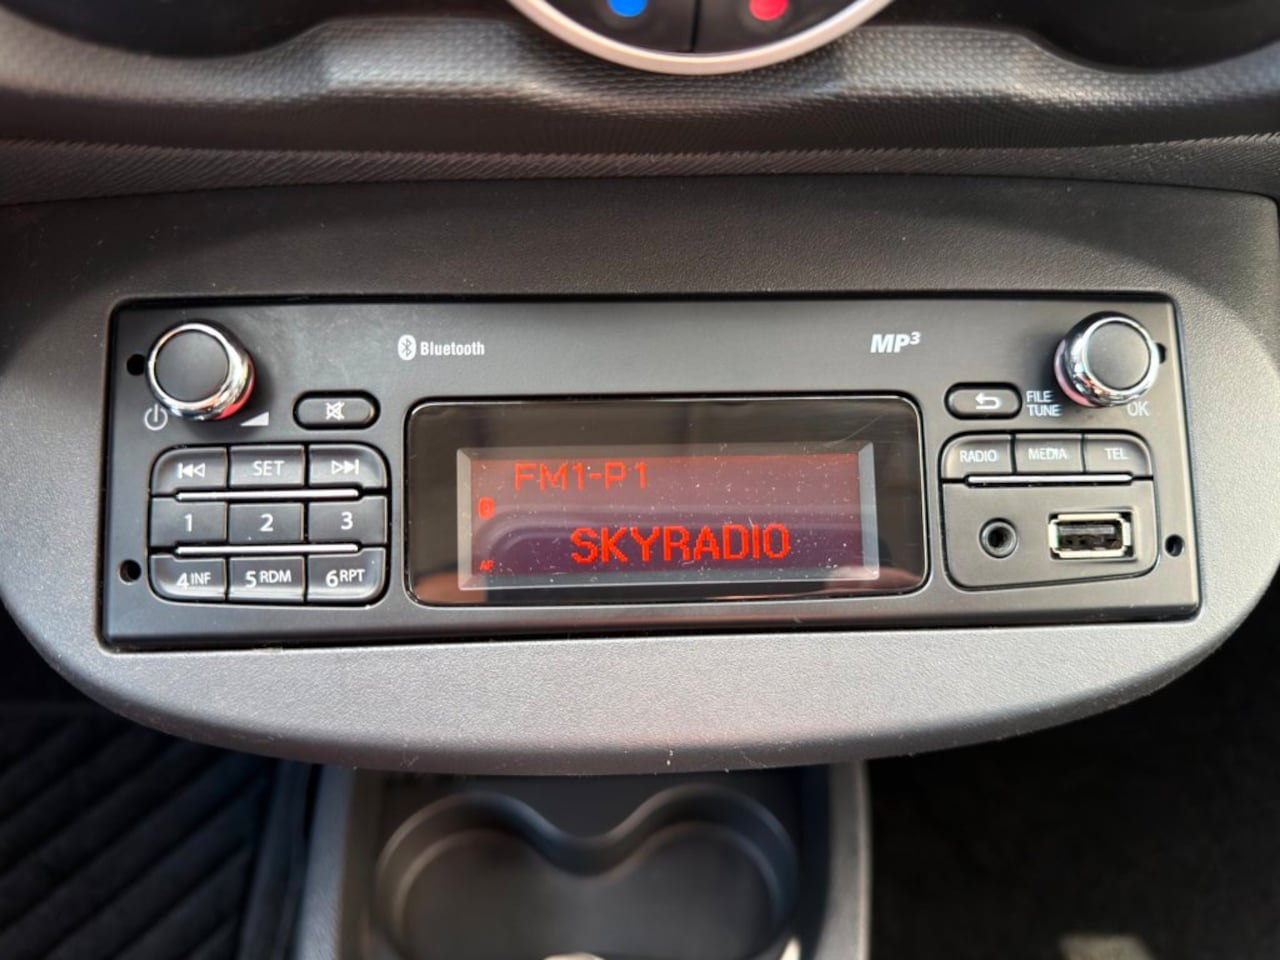 Bluetooth
MP3
FILE
TUNE
OK
SET
1
2
3
4 INF
5 RDM
6 RPT
FM1-P1
SKYRADIO
AF
RADIO
MEDIA
TEL